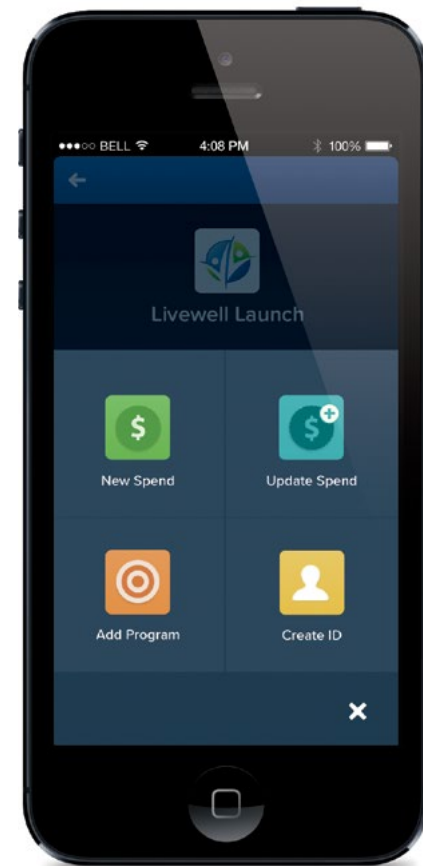 BELL 4:08 PM 100%
Livewell Launch
New Spend Update Spend
Add Program Create ID